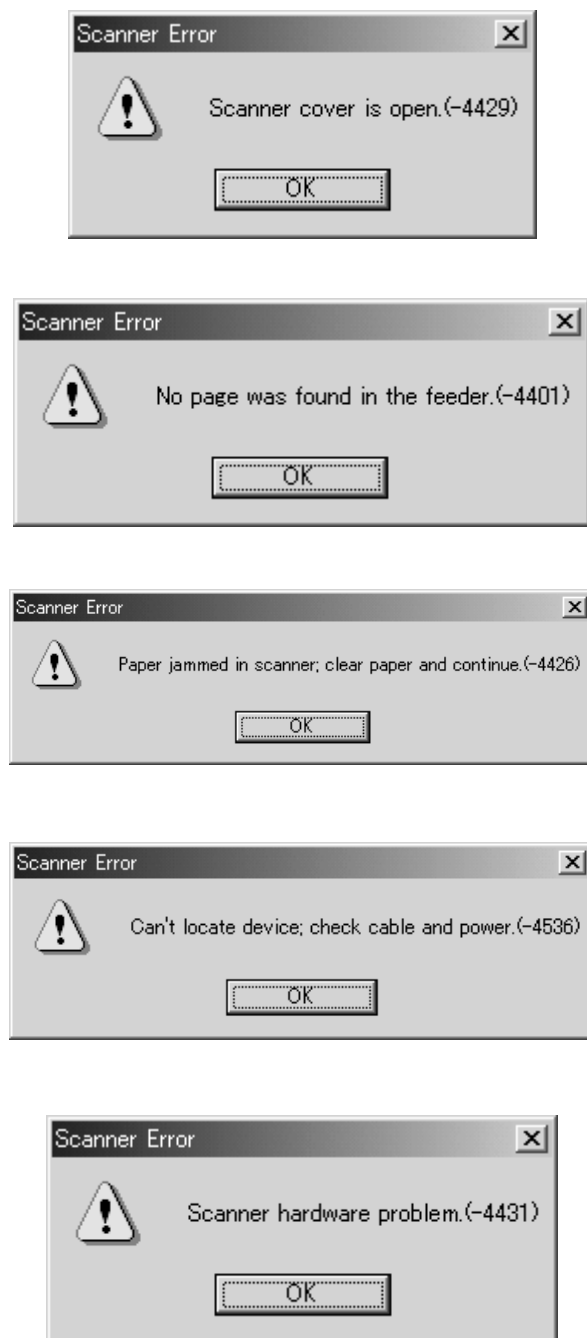 Scanner Error
Scanner cover is open.(-4429)
OK
Scanner Error
No page was found in the feeder.(-4401)
OK
Scanner Error
Paper jammed in scanner; clear paper and continue.(-4426)
OK
Scanner Error
Can't locate device; check cable and power.(-4536)
OK
Scanner Error
Scanner hardware problem.(-4431)
OK